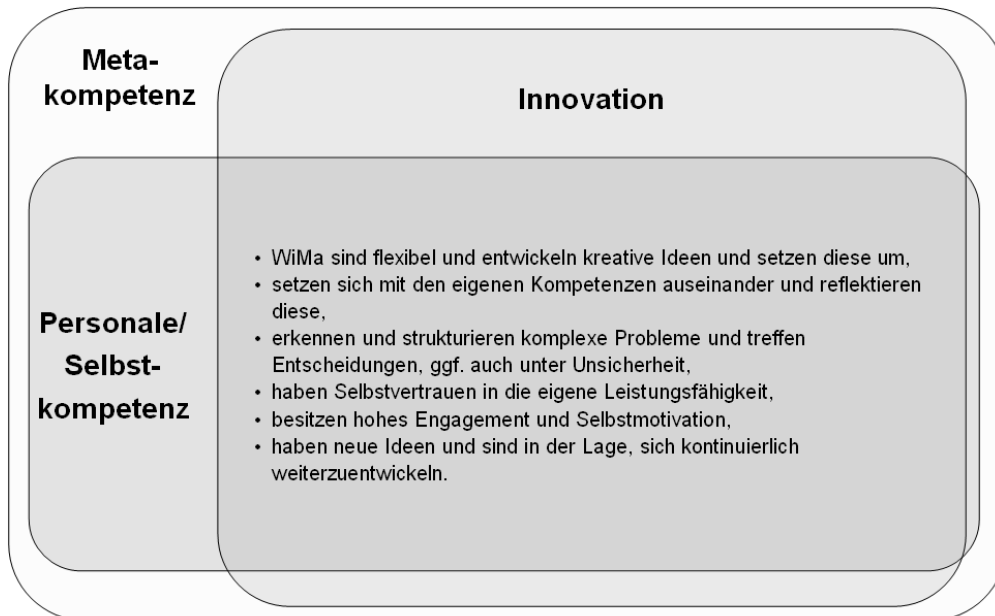 Meta-
kompetenz
Innovation
Personale/
Selbst-
kompetenz
• WiMa sind flexibel und entwickeln kreative Ideen und setzen diese um,
• setzen sich mit den eigenen Kompetenzen auseinander und reflektieren
diese,
• erkennen und strukturieren komplexe Probleme und treffen
Entscheidungen, ggf. auch unter Unsicherheit,
• haben Selbstvertrauen in die eigene Leistungsfähigkeit,
• besitzen hohes Engagement und Selbstmotivation,
• haben neue Ideen und sind in der Lage, sich kontinuierlich
weiterzuentwickeln.